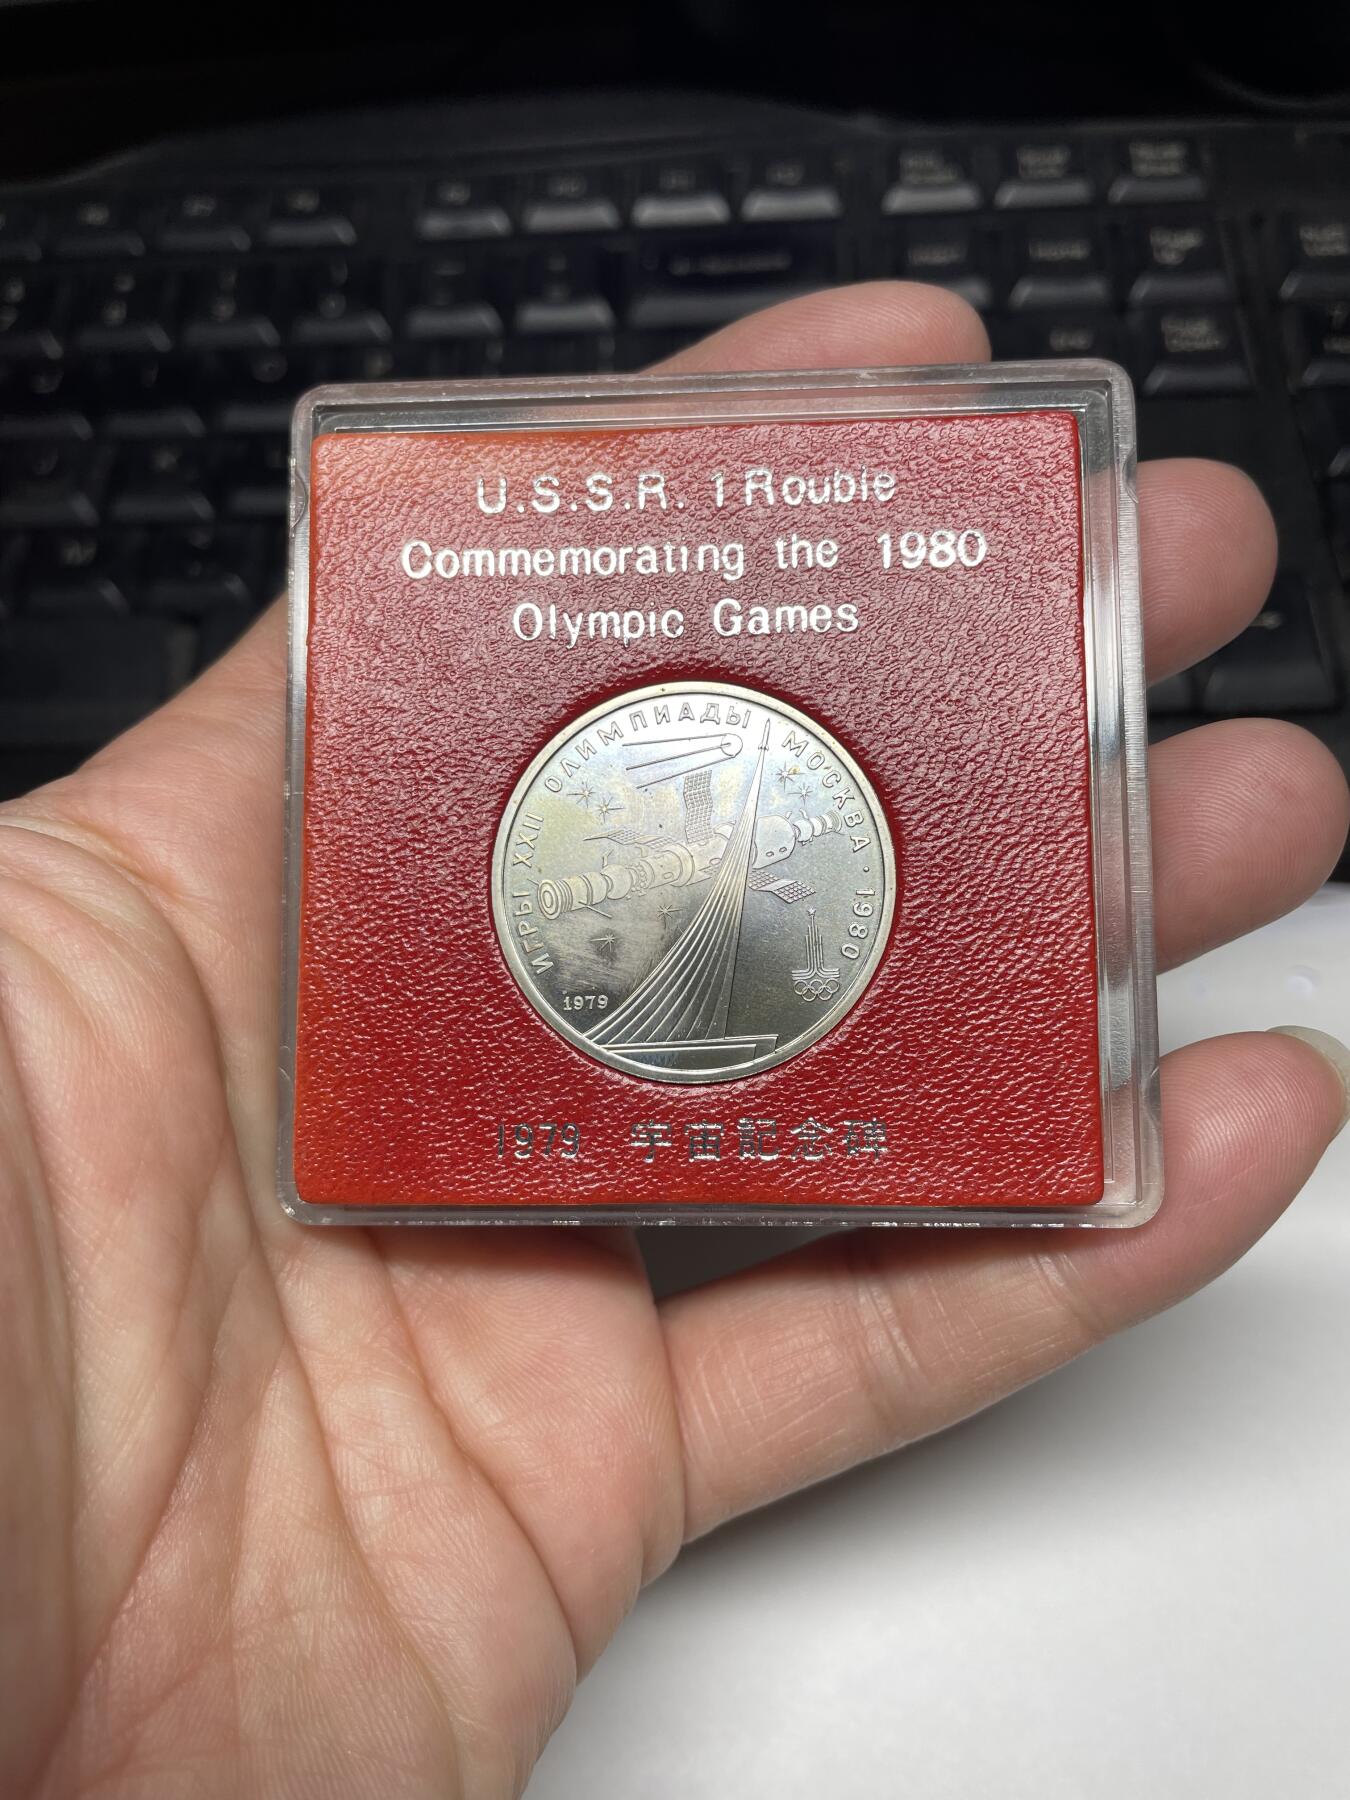 U.S.S.R. 1 Rouble
Commemorating the 1980
Olympic Games
ИГРЫ XXII ОЛИМПИАДЫ МОСКВА · 1980
1979
1979 宇宙記念碑